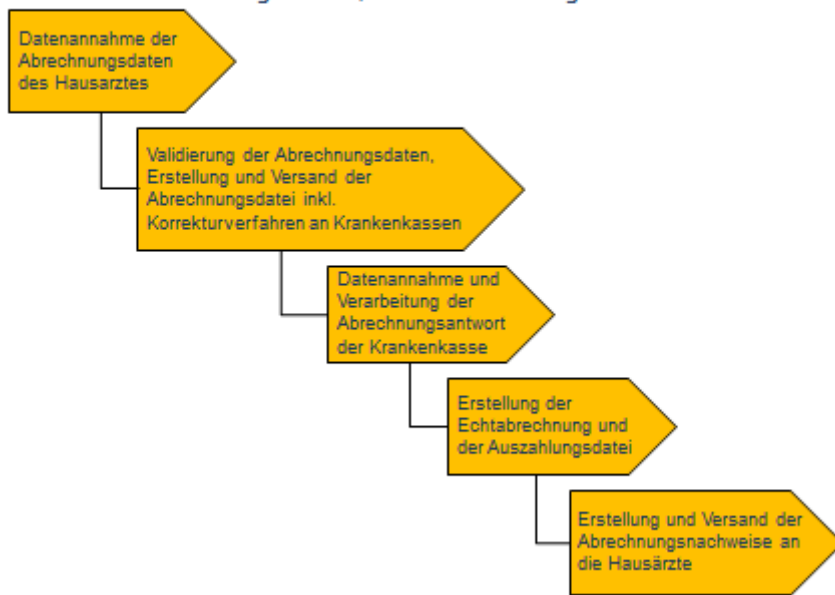 Datenannahme der
Abrechnungsdaten
des Hausarztes
Validierung der Abrechnungsdaten,
Erstellung und Versand der
Abrechnungsdatei inkl.
Korrekturverfahren an Krankenkassen
Datenannahme und
Verarbeitung der
Abrechnungsantwort
der Krankenkasse
Erstellung der
Echtabrechnung und
der Auszahlungsdatei
Erstellung und Versand der
Abrechnungsnachweise an
die Hausärzte